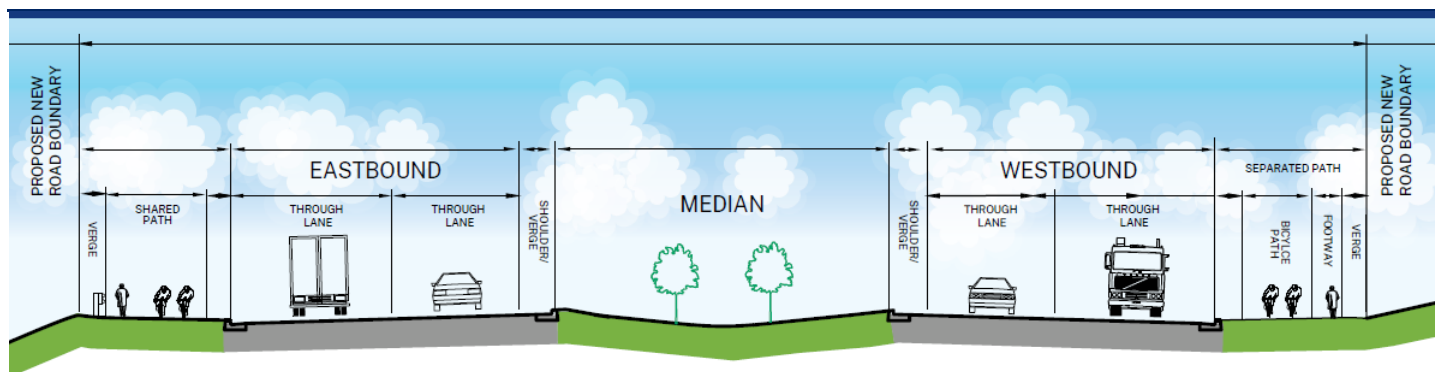 PROPOSED NEW
ROAD BOUNDARY
EASTBOUND
MEDIAN
WESTBOUND
SEPARATED PATH
PROPOSED NEW
ROAD BOUNDARY
VERGE
SHARED
PATH
THROUGH
LANE
THROUGH
LANE
SHOULDER/
VERGE
SHOULDER/
VERGE
THROUGH
LANE
THROUGH
LANE
BICYLCE
PATH
FOOTWAY
VERGE